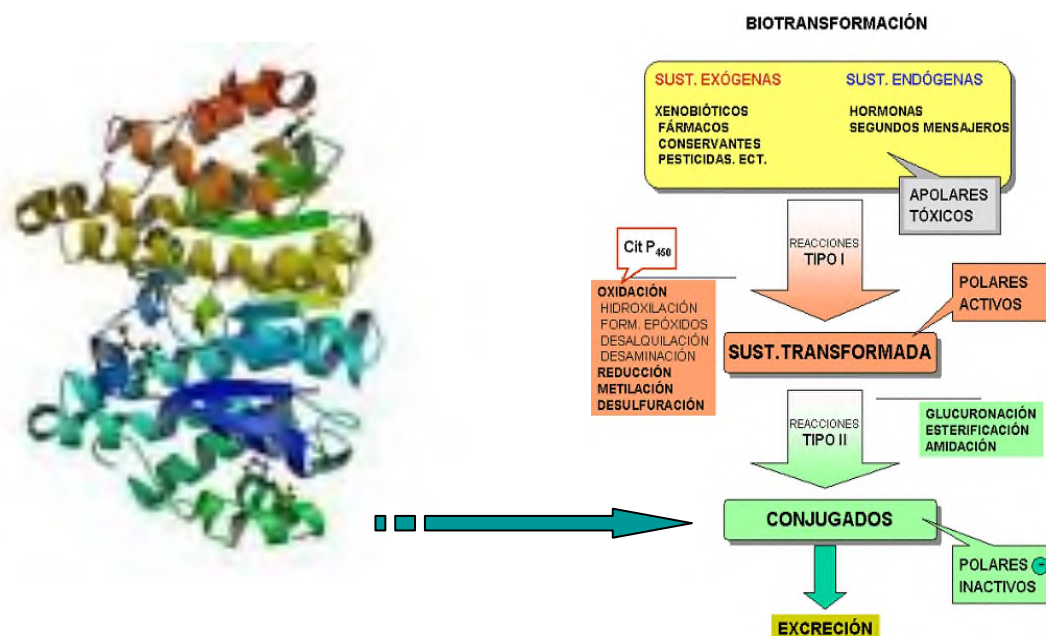 BIOTRANSFORMACIÓN
SUST. EXÓGENAS
XENOBIÓTICOS
FÁRMACOS
CONSERVANTES
PESTICIDAS. ECT.
SUST. ENDÓGENAS
HORMONAS
SEGUNDOS MENSAJEROS
APOLARES
TÓXICOS
REACCIONES
TIPO I
Cit P450
OXIDACIÓN
HIDROXILACIÓN
FORM. EPÓXIDOS
DESALQUILACIÓN
DESAMINACIÓN
REDUCCIÓN
METILACIÓN
DESULFURACIÓN
POLARES
ACTIVOS
SUST.TRANSFORMADA
REACCIONES
TIPO II
GLUCURONACIÓN
ESTERIFICACIÓN
AMIDACIÓN
CONJUGADOS
POLARES -
INACTIVOS
EXCRECIÓN